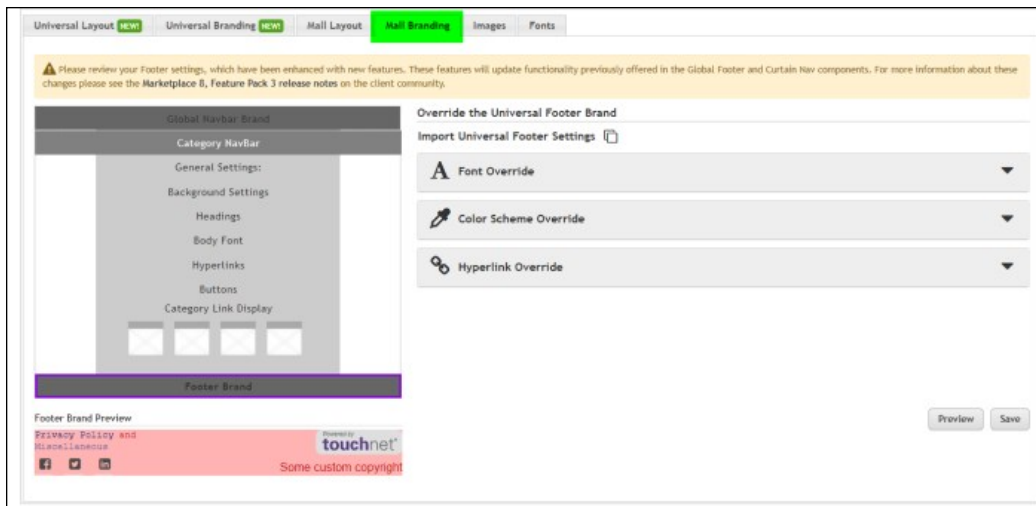 Universal Layout NEW! Universal Branding NEW! Mall Layout Mall Branding Images Fonts
Please review your Footer settings, which have been enhanced with new features. These features will update functionality previously offered in the Global Footer and Curtain Nav components. For more information about these
changes please see the Marketplace 8, Feature Pack 3 release notes on the client community.
Global Navbar Brand
Category NavBar
General Settings:
Background Settings
Headings
Body Font
Hyperlinks
Buttons
Category Link Display
Footer Brand
Override the Universal Footer Brand
Import Universal Footer Settings
A Font Override
Color Scheme Override
Hyperlink Override
Preview Save
Footer Brand Preview
Privacy Policy and
Miscellaneous
Powered by
touchnet
Some custom copyright